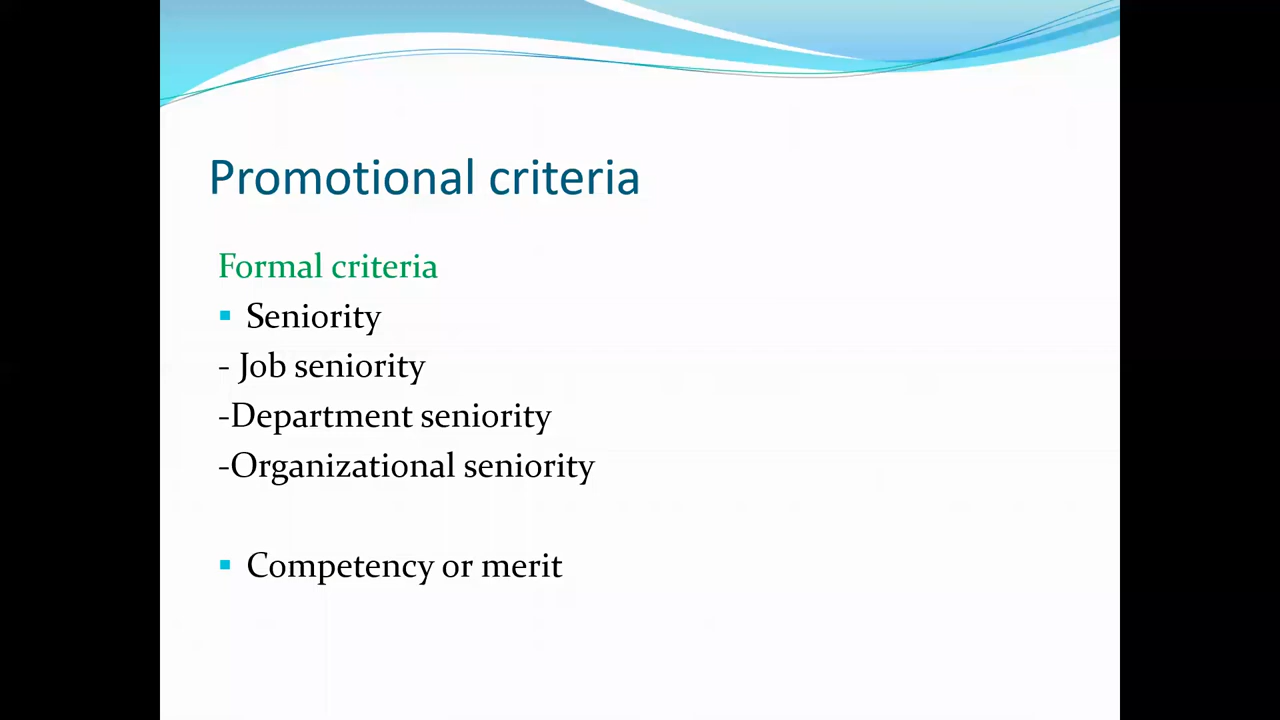 Promotional criteria
Formal criteria
▪ Seniority
- Job seniority
-Department seniority
-Organizational seniority
▪ Competency or merit